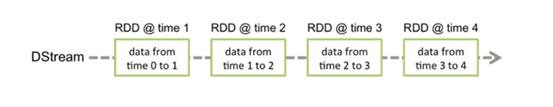 RDD @ time 1 RDD @ time 2 RDD @ time 3 RDD @ time 4
DStream
data from
time 0 to 1
data from
time 1 to 2
data from
time 2 to 3
data from
time 3 to 4